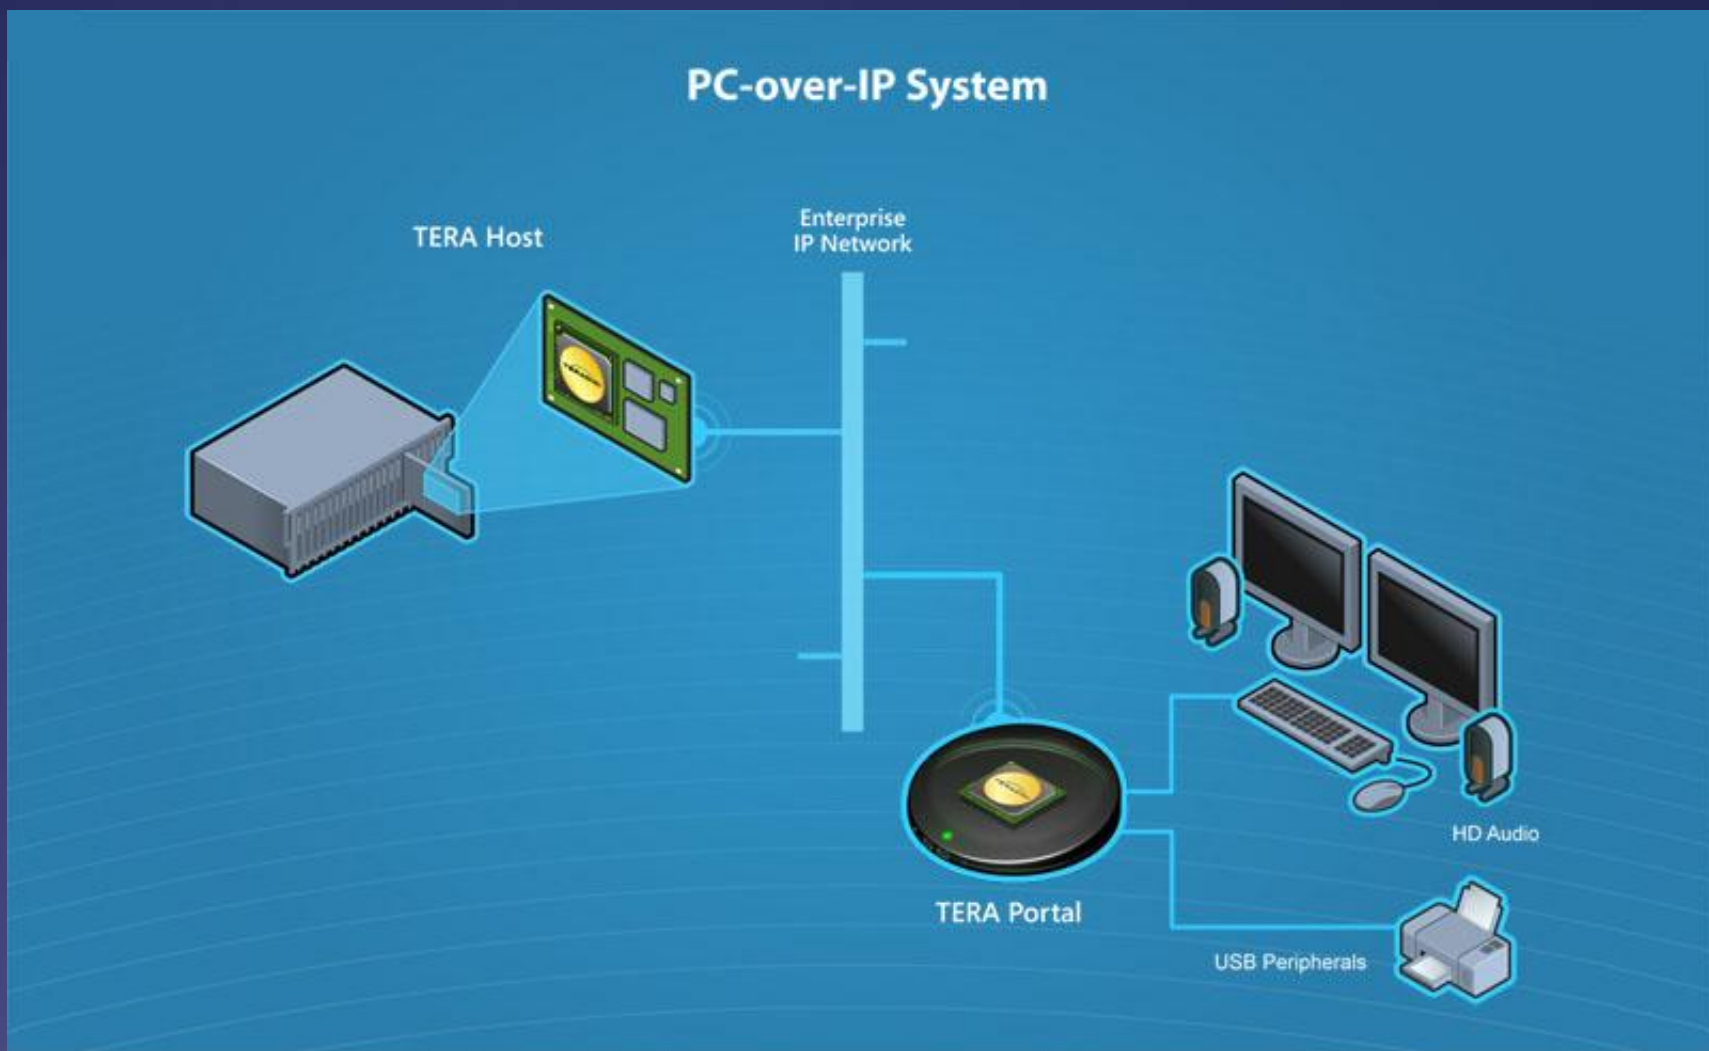 PC-over-IP System
TERA Host
Enterprise
IP Network
HD Audio
TERA Portal
USB Peripherals